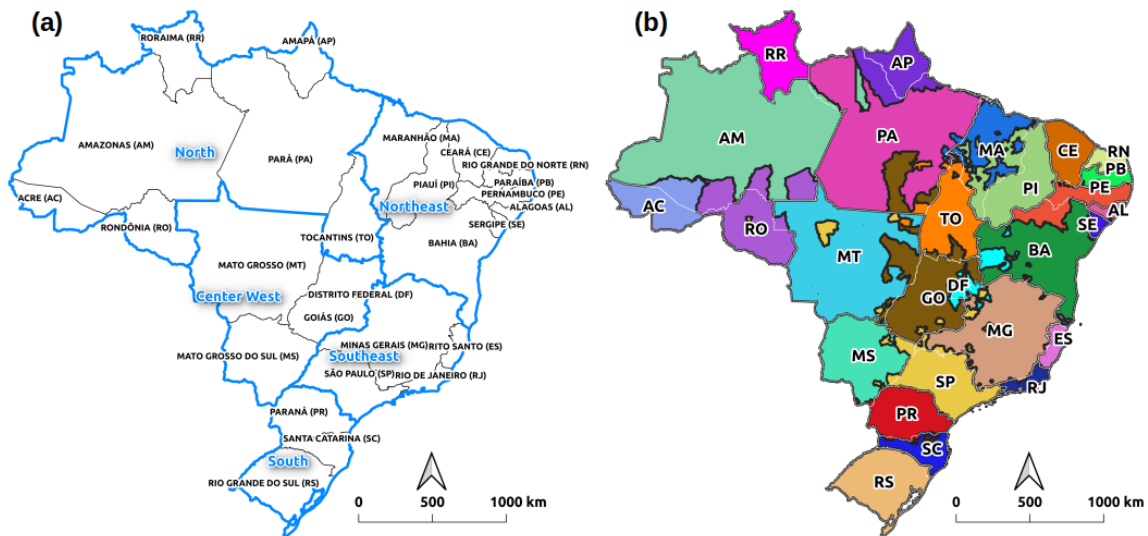 (a)
RORAIMA (RR)
AMAPÁ (AP)
AMAZONAS (AM)
North
PARÁ (PA)
MARANHÃO (MA)
CEARÁ (CE)
RIO GRANDE DO NORTE (RN)
PIAUÍ (PI)
PARAÍBA (PB)
PERNAMBUCO (PE)
ACRE (AC)
Northeast
ALAGOAS (AL)
RONDÔNIA (RO)
SERGIPE (SE)
TOCANTINS (TO)
BAHIA (BA)
MATO GROSSO (MT)
Center West
DISTRITO FEDERAL (DF)
GOIÁS (GO)
MINAS GERAIS (MG)
RITO SANTO (ES)
MATO GROSSO DO SUL (MS)
Southeast
SÃO PAULO (SP)
RIO DE JANEIRO (RJ)
PARANÁ (PR)
SANTA CATARINA (SC)
South
RIO GRANDE DO SUL (RS)
0 500 1000 km
(b)
RR
AP
AM
PA
MA
CE
RN
PB
PI
PE
AC
AL
TO
SE
RO
BA
MT
DF
GO
MG
ES
MS
SP
RJ
PR
SC
RS
0 500 1000 km